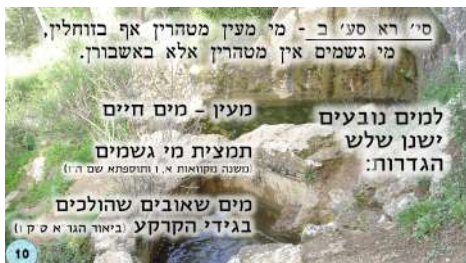 סי׳ רא סע׳ ב - מי מעין מטהרין אף בזוחלין,
מי גשמים אין מטהרין אלא באשבורן.
למים נובעים
ישנן שלש
הגדרות:
מעין – מים חיים
תמצית מי גשמים
(משנה מקוואות א, ו ותוספתא שם ה"ו)
מים שאובים שהולכים
בגידי הקרקע (ביאור הגר"א ס"ק ו)
10